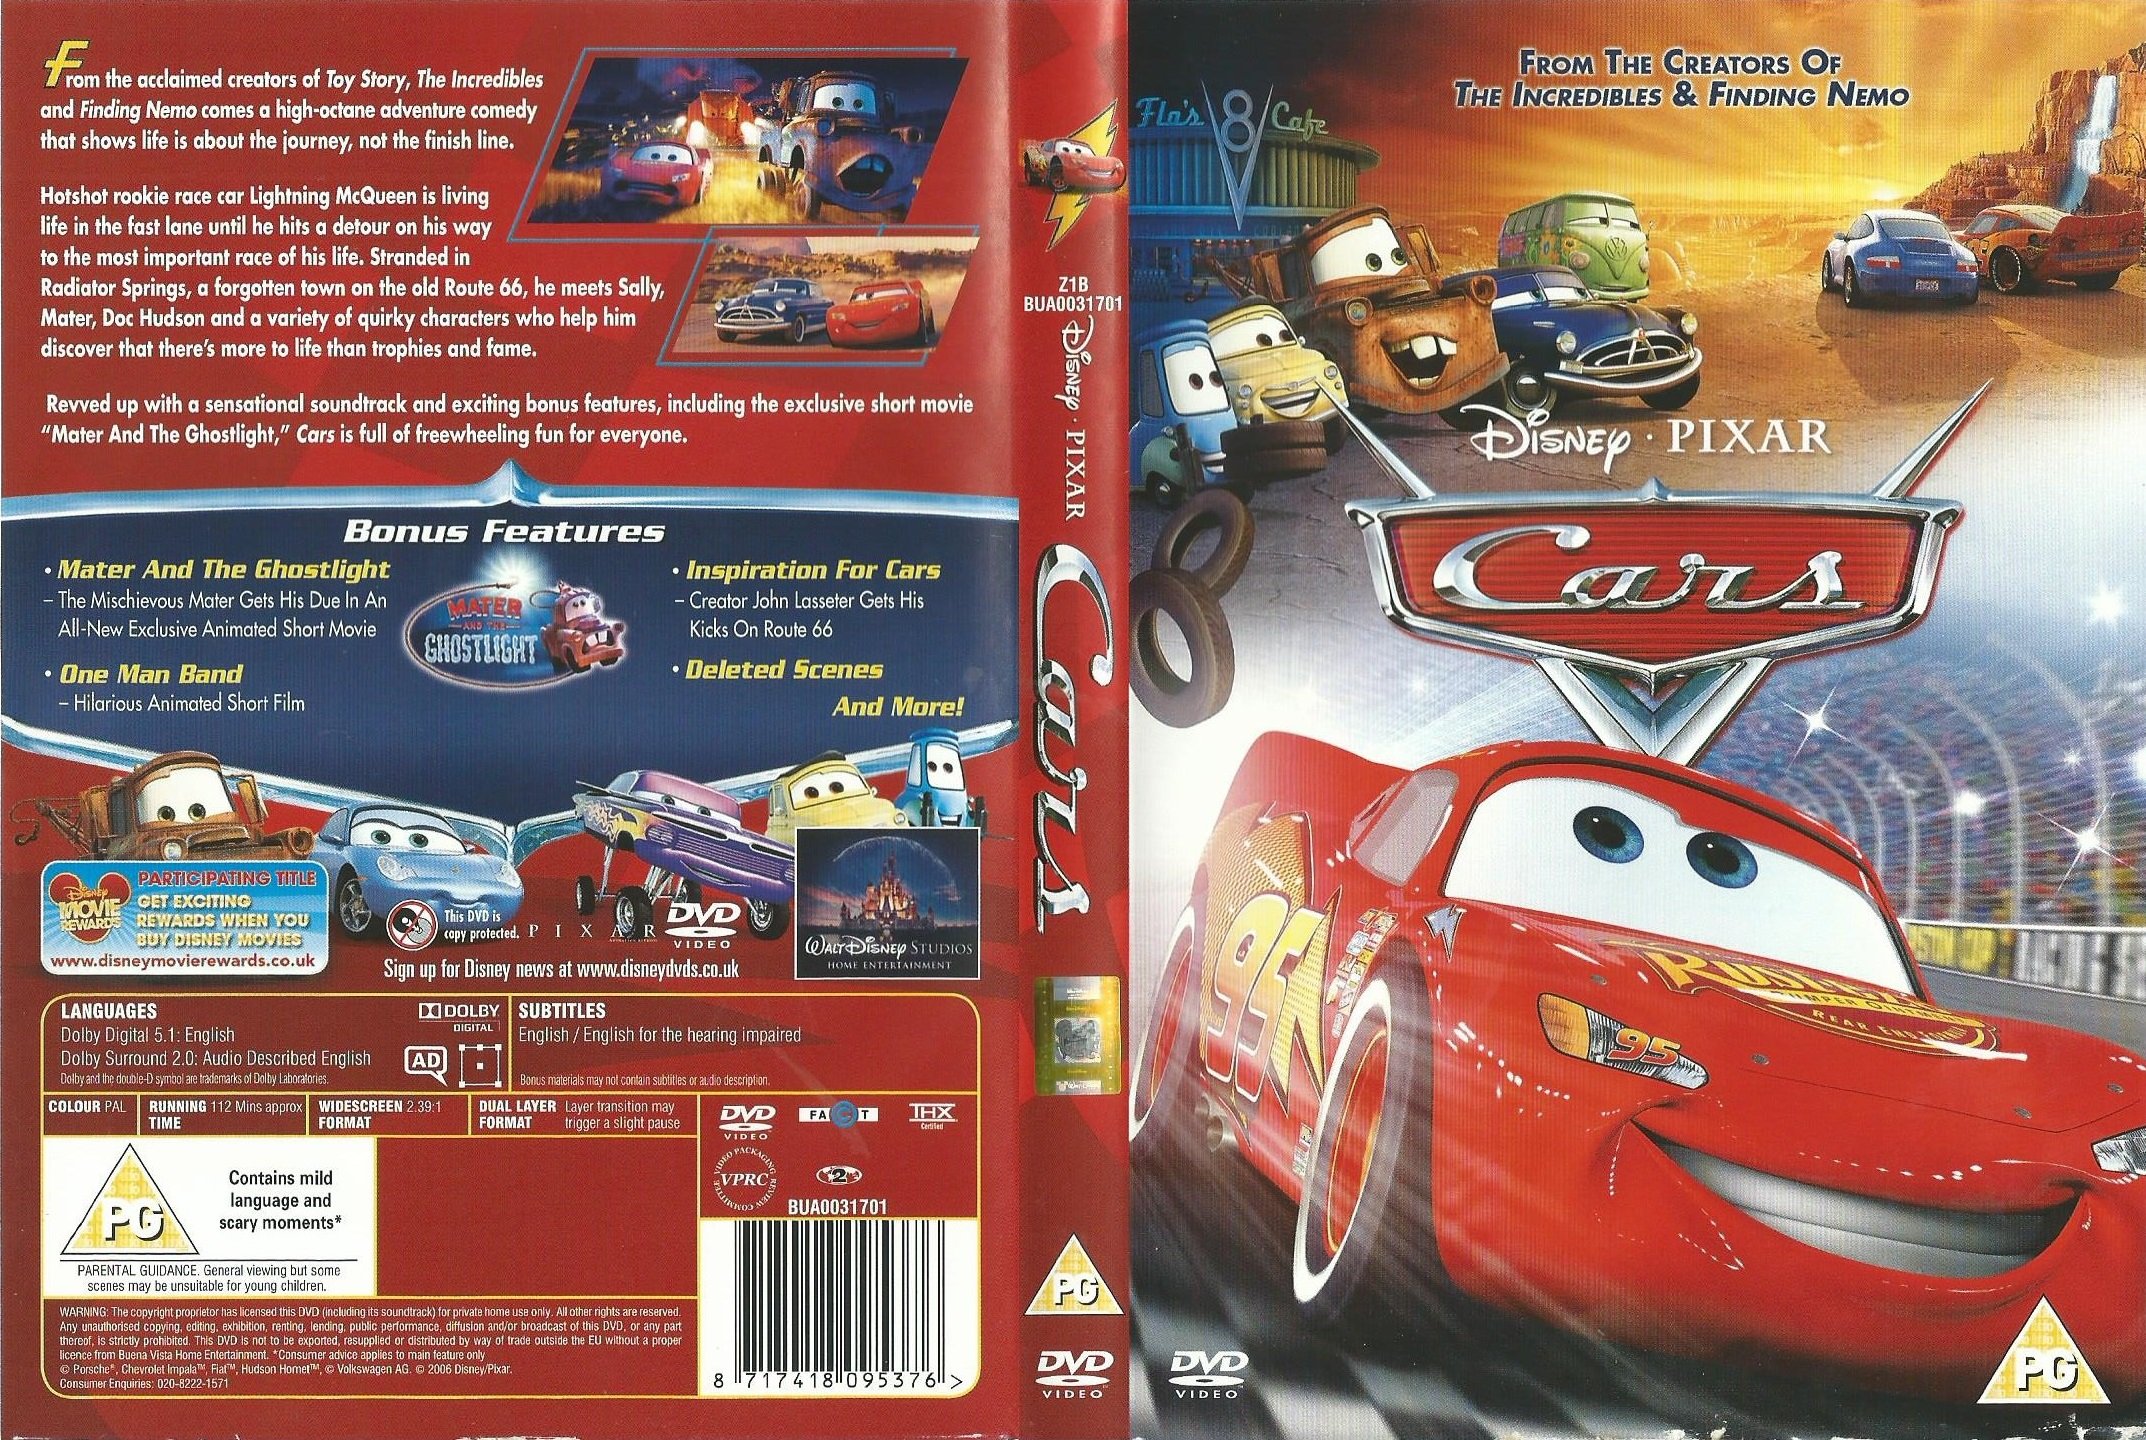 From the acclaimed creators of Toy Story, The Incredibles
and Finding Nemo comes a high-octane adventure comedy
that shows life is about the journey, not the finish line.
Hotshot rookie race car Lightning McQueen is living
life in the fast lane until he hits a detour on his way
to the most important race of his life. Stranded in
Radiator Springs, a forgotten town on the old Route 66, he meets Sally,
Mater, Doc Hudson and a variety of quirky characters who help him
discover that there's more to life than trophies and fame.
Revved up with a sensational soundtrack and exciting bonus features, including the exclusive short movie
"Mater And The Ghostlight," Cars is full of freewheeling fun for everyone.
Bonus Features
• Mater And The Ghostlight
– The Mischievous Mater Gets His Due In An
All-New Exclusive Animated Short Movie
• One Man Band
– Hilarious Animated Short Film
MATER
AND THE
GHOSTLIGHT
• Inspiration For Cars
– Creator John Lasseter Gets His
Kicks On Route 66
• Deleted Scenes
And More!
DISNEY
MOVIE
REWARDS
PARTICIPATING TITLE
GET EXCITING
REWARDS WHEN YOU
BUY DISNEY MOVIES
www.disneymovierewards.co.uk
This DVD is
copy protected.
PIXAR
ANIMATION STUDIOS
DVD
VIDEO
WALT DISNEY STUDIOS
HOME ENTERTAINMENT
Sign up for Disney news at www.disneydvds.co.uk
LANGUAGES
Dolby Digital 5.1: English
Dolby Surround 2.0: Audio Described English
Dolby and the double-D symbol are trademarks of Dolby Laboratories.
DOLBY
DIGITAL
AD
SUBTITLES
English / English for the hearing impaired
Bonus materials may not contain subtitles or audio description.
COLOUR PAL
RUNNING 112 Mins approx
TIME
WIDESCREEN 2.39:1
FORMAT
DUAL LAYER Layer transition may
FORMAT trigger a slight pause
DVD
VIDEO
FACT
THX
Certified
VIDEO PACKAGING REVIEW COMMITTEE
VPRC
2
BUA0031701
PG
Contains mild
language and
scary moments*
PARENTAL GUIDANCE. General viewing but some
scenes may be unsuitable for young children.
WARNING: The copyright proprietor has licensed this DVD (including its soundtrack) for private home use only. All other rights are reserved.
Any unauthorised copying, editing, exhibition, renting, lending, public performance, diffusion and/or broadcast of this DVD, or any part
thereof, is strictly prohibited. This DVD is not to be exported, resupplied or distributed by way of trade outside the EU without a proper
licence from Buena Vista Home Entertainment. *Consumer advice applies to main feature only
© Porsche®, Chevrolet Impala™, Fiat™, Hudson Hornet™, © Volkswagen AG. © 2006 Disney/Pixar.
Consumer Enquiries: 020-8222-1571
8 717418 095376 >
Z1B
BUA0031701
DISNEY · PIXAR
Cars
PG
DVD
VIDEO
FROM THE CREATORS OF
THE INCREDIBLES & FINDING NEMO
Flo's V8 Cafe
DISNEY · PIXAR
Cars
95
95
RUST-EZE
BUMPER OINTMENT
REAR END
DVD
VIDEO
PG